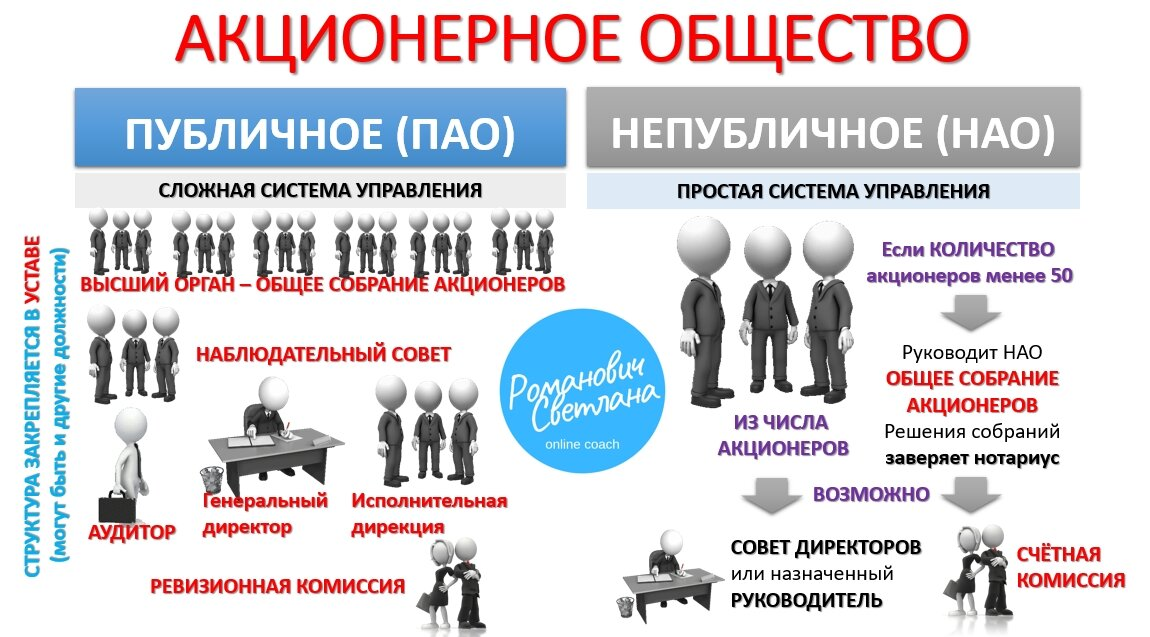 АКЦИОНЕРНОЕ ОБЩЕСТВО
ПУБЛИЧНОЕ (ПАО)
СЛОЖНАЯ СИСТЕМА УПРАВЛЕНИЯ
СТРУКТУРА ЗАКРЕПЛЯЕТСЯ В УСТАВЕ
(могут быть и другие должности)
ВЫСШИЙ ОРГАН – ОБЩЕЕ СОБРАНИЕ АКЦИОНЕРОВ
НАБЛЮДАТЕЛЬНЫЙ СОВЕТ
АУДИТОР
Генеральный
директор
Исполнительная
дирекция
РЕВИЗИОННАЯ КОМИССИЯ
Романович
Светлана
online coach
НЕПУБЛИЧНОЕ (НАО)
ПРОСТАЯ СИСТЕМА УПРАВЛЕНИЯ
ИЗ ЧИСЛА
АКЦИОНЕРОВ
Если КОЛИЧЕСТВО
акционеров менее 50
Руководит НАО
ОБЩЕЕ СОБРАНИЕ
АКЦИОНЕРОВ
Решения собраний
заверяет нотариус
ВОЗМОЖНО
СОВЕТ ДИРЕКТОРОВ
или назначенный
РУКОВОДИТЕЛЬ
СЧЁТНАЯ
КОМИССИЯ